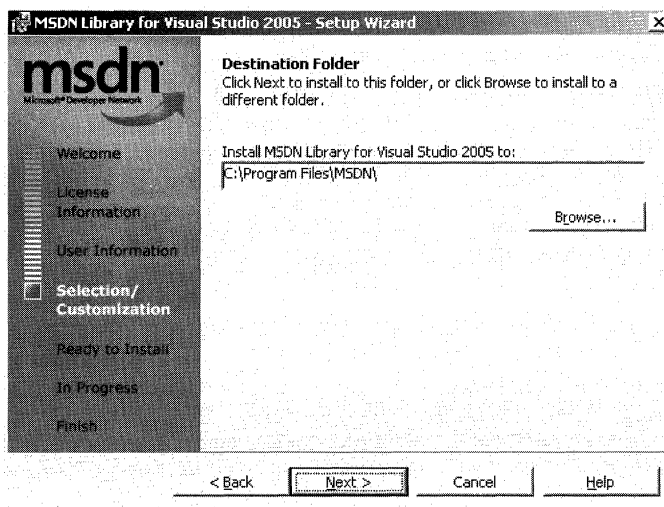 MSDN Library for Visual Studio 2005 - Setup Wizard
msdn
Microsoft® Developer Network
Welcome
License
Information
User Information
Selection/
Customization
Ready to Install
In Progress
Finish
Destination Folder
Click Next to install to this folder, or click Browse to install to a
different folder.
Install MSDN Library for Visual Studio 2005 to:
C:\Program Files\MSDN\
Browse...
< Back
Next >
Cancel
Help